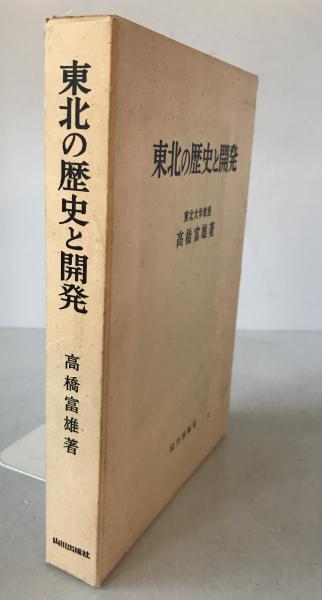 東北の歴史と開発
高橋富雄著
山川出版社
東北の歴史と開発
東北大学教授
高橋富雄著